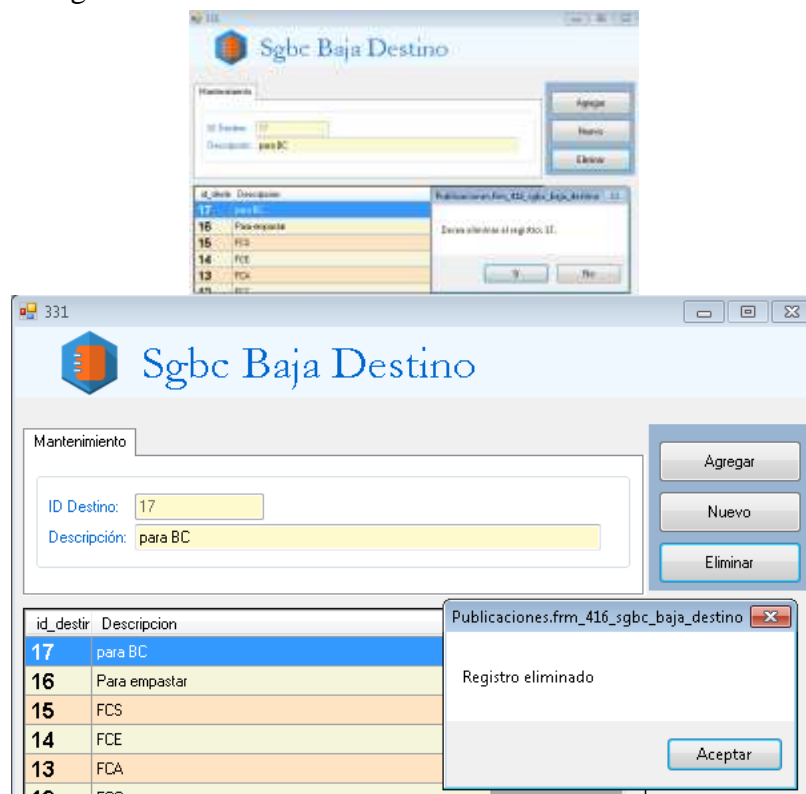 331
Sgbc Baja Destino
Mantenimiento
Agregar
ID Destino: 17
Nuevo
Descripción: para BC
Eliminar
id_destin Descripcion
Publicaciones.frm_416_sgbc_baja_destino
17 para BC
16 Para empastar
Desea eliminar el registro: 17.
15 FCS
14 FCE
13 FCA
Si No
331
Sgbc Baja Destino
Mantenimiento
Agregar
ID Destino: 17
Nuevo
Descripción: para BC
Eliminar
id_destir Descripcion
Publicaciones.frm_416_sgbc_baja_destino
17 para BC
16 Para empastar
Registro eliminado
15 FCS
14 FCE
13 FCA
Aceptar